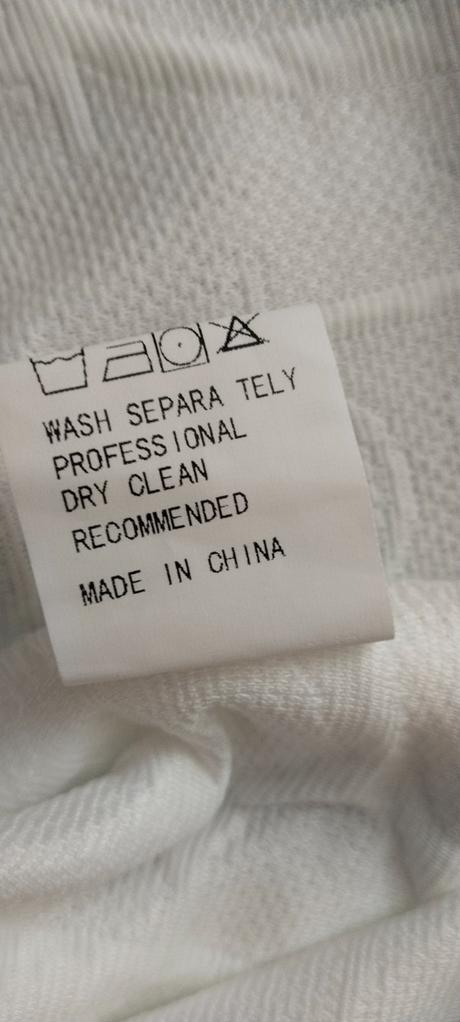 WASH SEPARA TELY
PROFESSIONAL
DRY CLEAN
RECOMMENDED
MADE IN CHINA